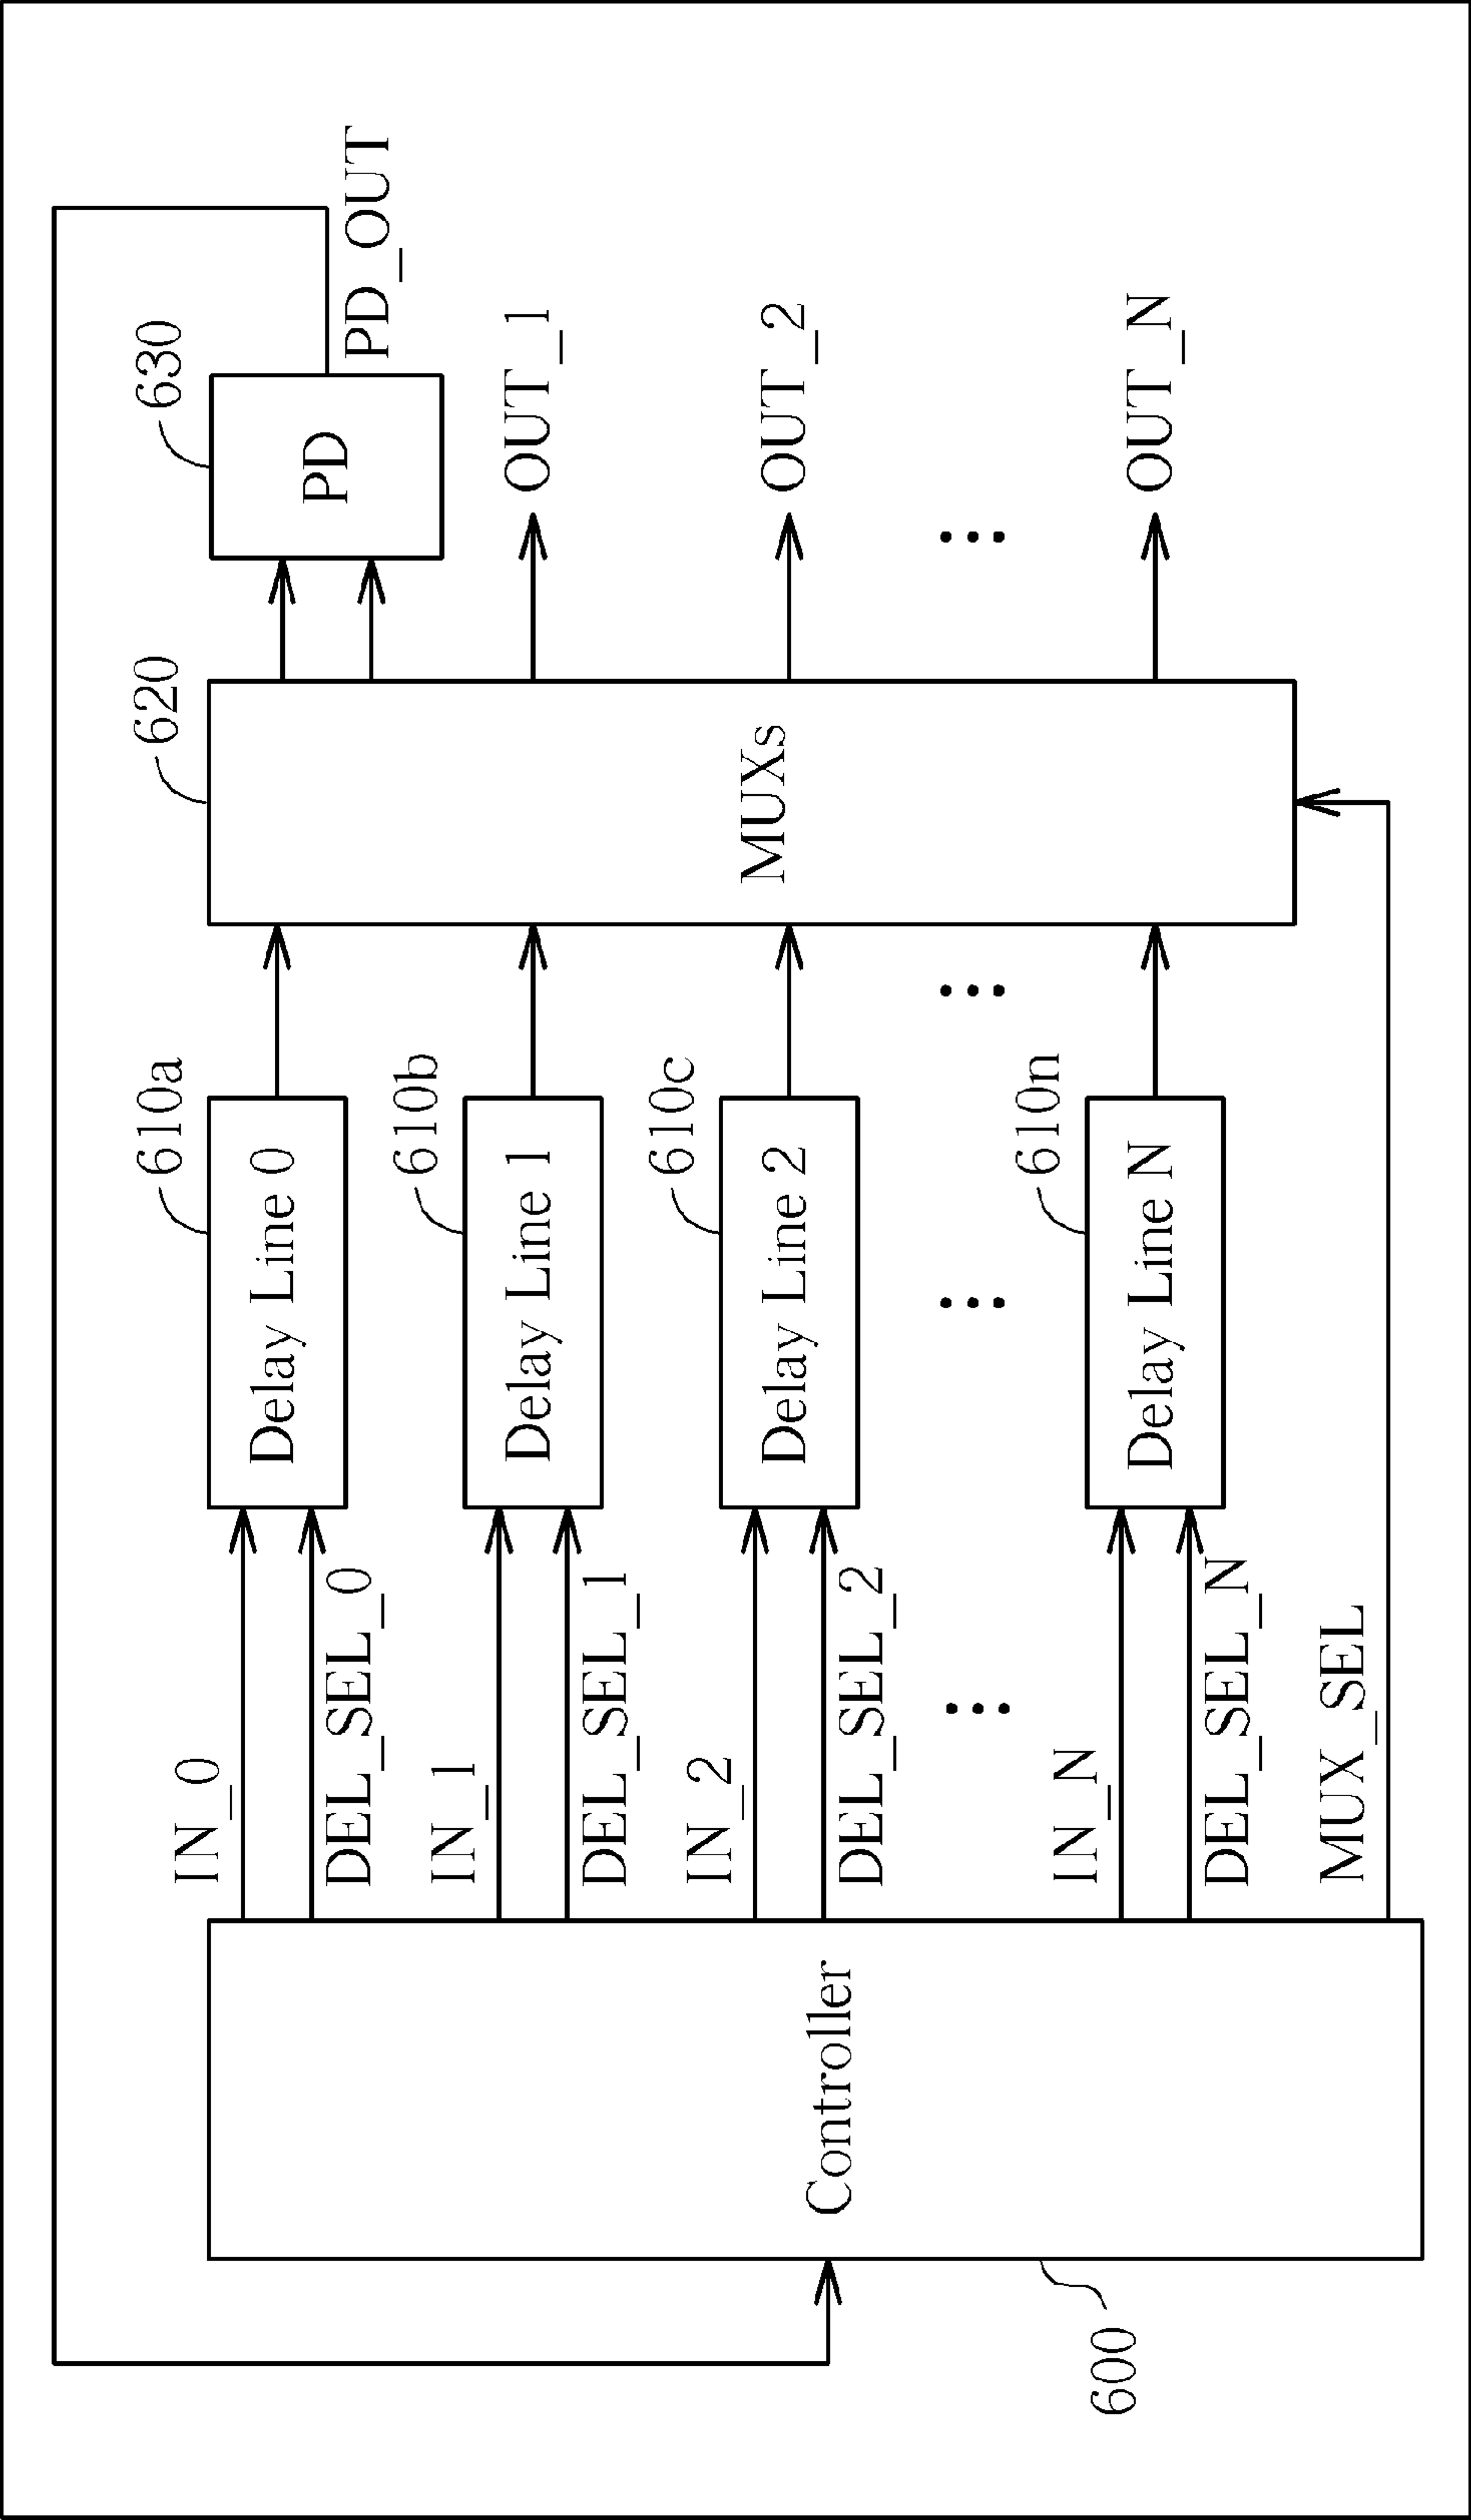 PD_OUT
630
PD
620
MUXs
OUT_1
OUT_2
...
OUT_N
610a
Delay Line 0
610b
Delay Line 1
610c
Delay Line 2
...
...
610n
Delay Line N
IN_0
DEL_SEL_0
IN_1
DEL_SEL_1
IN_2
DEL_SEL_2
...
IN_N
DEL_SEL_N
MUX_SEL
Controller
600